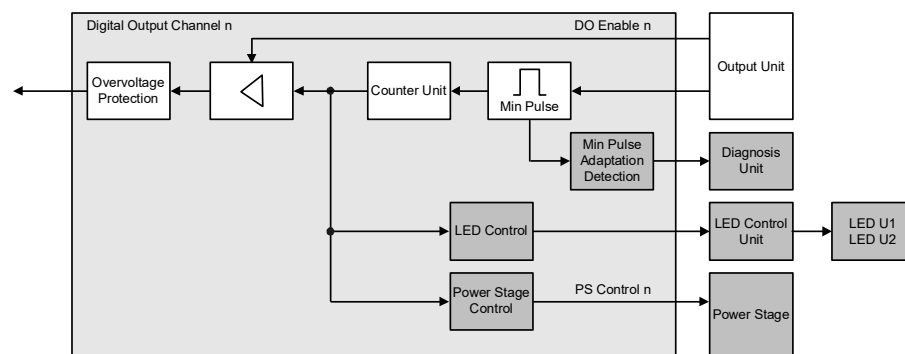 Digital Output Channel n
DO Enable n
Output Unit
Overvoltage
Protection
Counter Unit
Min Pulse
Min Pulse
Adaptation
Detection
Diagnosis
Unit
LED Control
LED Control
Unit
LED U1
LED U2
Power Stage
Control
PS Control n
Power Stage